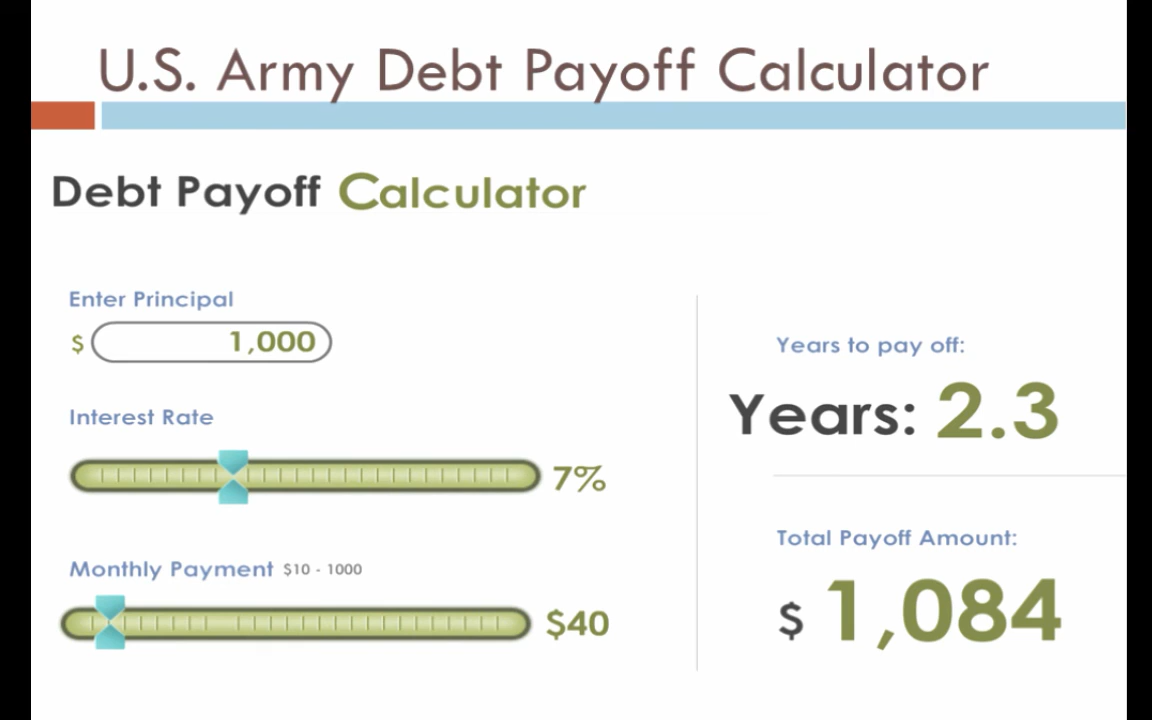 U.S. Army Debt Payoff Calculator
Debt Payoff Calculator
Enter Principal
$ 1,000
Interest Rate
7%
Monthly Payment $10 - 1000
$40
Years to pay off:
Years: 2.3
Total Payoff Amount:
$ 1,084